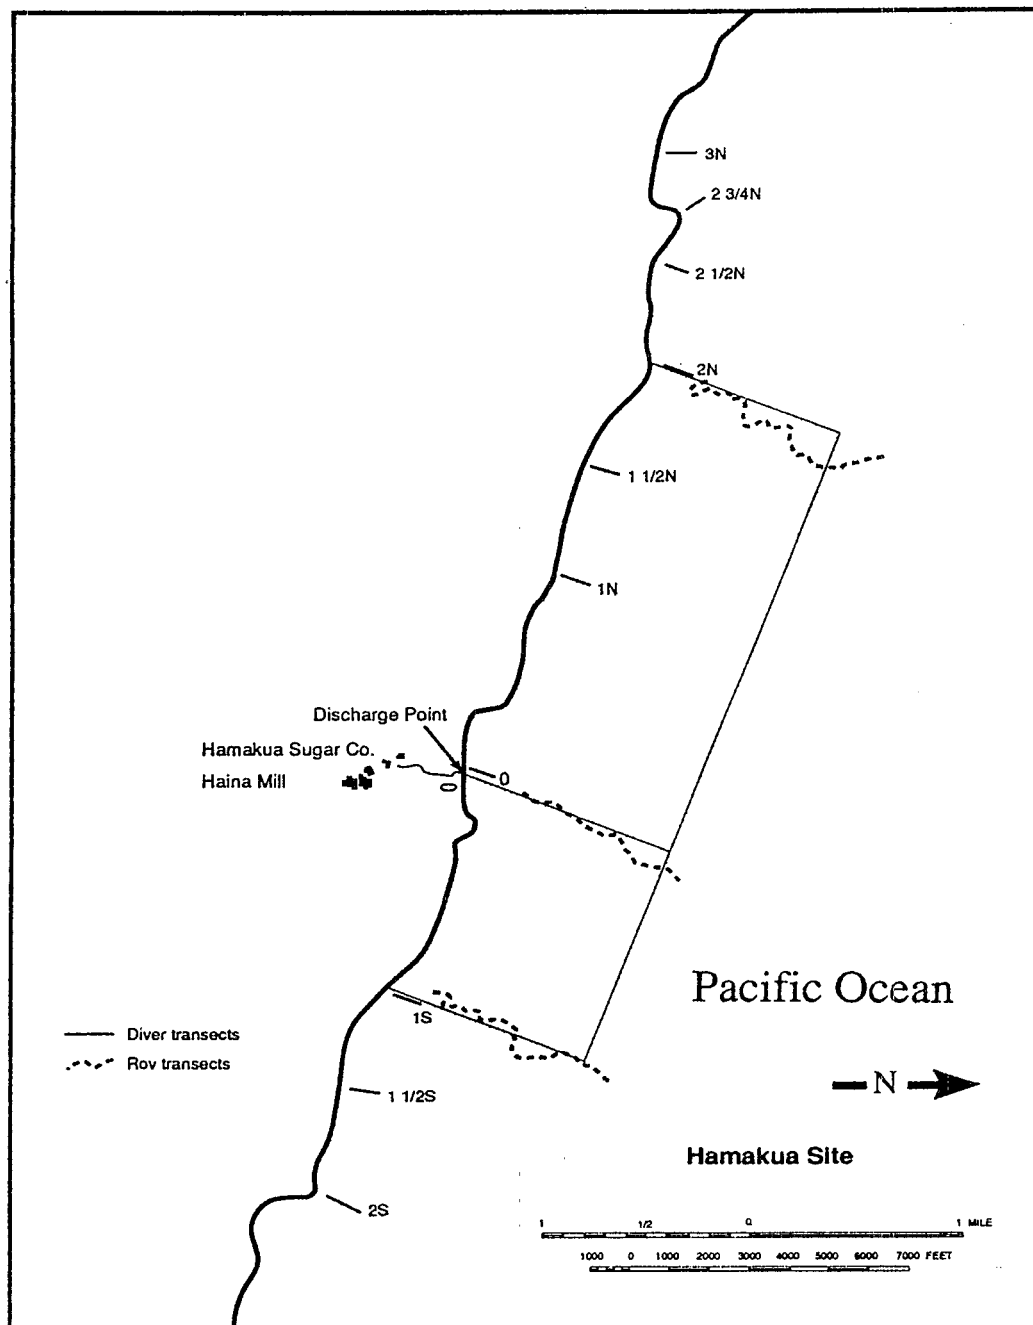 3N
2 3/4N
2 1/2N
2N
1 1/2N
1N
Discharge Point
Hamakua Sugar Co.
Haina Mill
0
0
Pacific Ocean
1S
Diver transects
Rov transects
N
1 1/2S
Hamakua Site
2S
1 1/2 0 1 MILE
1000 0 1000 2000 3000 4000 5000 6000 7000 FEET